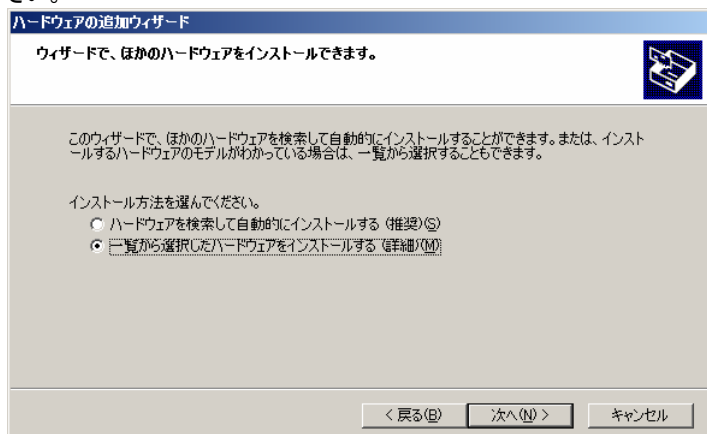 さい。
ハードウェアの追加ウィザード
ウィザードで、ほかのハードウェアをインストールできます。
このウィザードで、ほかのハードウェアを検索して自動的にインストールすることができます。または、インスト
ールするハードウェアのモデルがわかっている場合は、一覧から選択することもできます。
インストール方法を選んでください。
ハードウェアを検索して自動的にインストールする (推奨)(S)
一覧から選択したハードウェアをインストールする (詳細)(M)
< 戻る(B) 次へ(N) > キャンセル